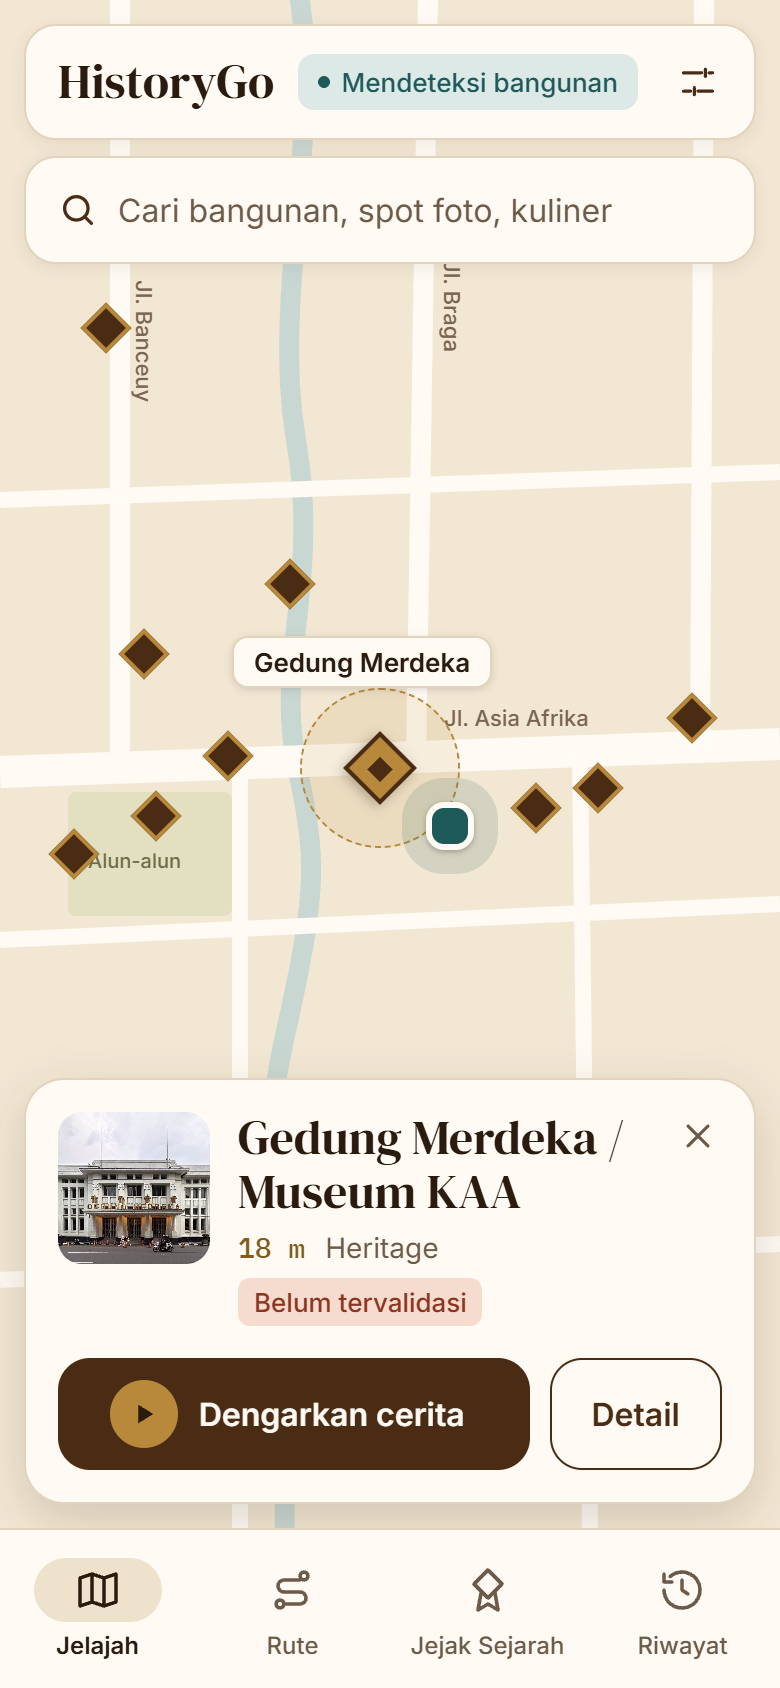 HistoryGo
Mendeteksi bangunan
Cari bangunan, spot foto, kuliner
Jl. Banceuy
Jl. Braga
Gedung Merdeka
Jl. Asia Afrika
Alun-alun
Gedung Merdeka /
Museum KAA
18 m Heritage
Belum tervalidasi
Dengarkan cerita
Detail
Jelajah
Rute
Jejak Sejarah
Riwayat